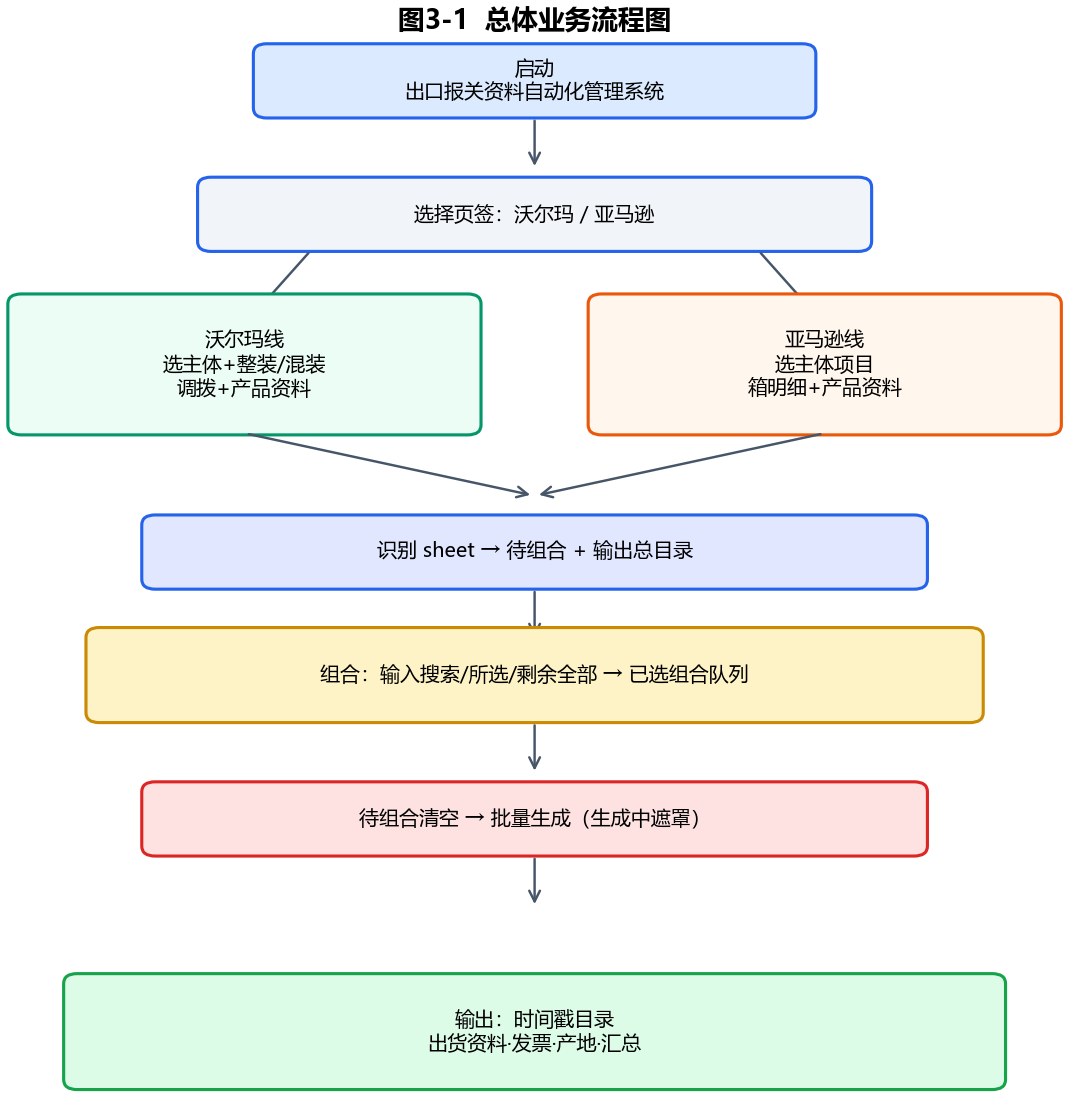 图3-1 总体业务流程图
启动
出口报关资料自动化管理系统
选择页签：沃尔玛 / 亚马逊
沃尔玛线
选主体+整装/混装
调拨+产品资料
亚马逊线
选主体项目
箱明细+产品资料
识别 sheet → 待组合 + 输出总目录
组合：输入搜索/所选/剩余全部 → 已选组合队列
待组合清空 → 批量生成（生成中遮罩）
输出：时间戳目录
出货资料·发票·产地·汇总